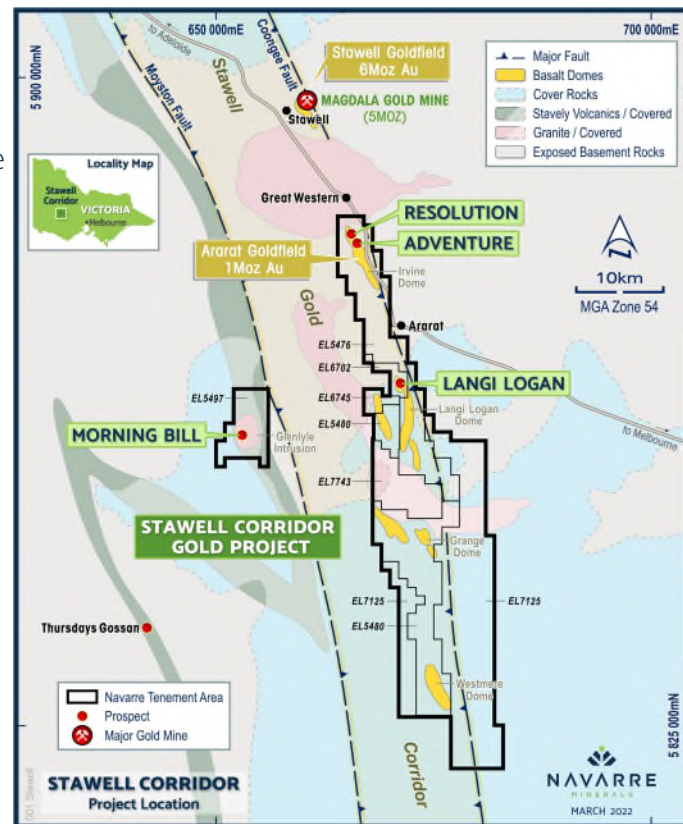 650 000mE
700 000mE
5 900 000mN
to Adelaide
Coongee Fault
Stawell
Moyston Fault
Stawell Goldfield
6Moz Au
MAGDALA GOLD MINE
(5MOZ)
Stawell
Major Fault
Basalt Domes
Cover Rocks
Stavely Volcanics / Covered
Granite / Covered
Exposed Basement Rocks
e
Locality Map
Stawell
Corridor
VICTORIA
Melbourne
Great Western
RESOLUTION
ADVENTURE
Ararat Goldfield
1Moz Au
Irvine
Dome
10km
MGA Zone 54
Gold
Ararat
EL5476
EL6702
EL5497
EL6745
LANGI LOGAN
EL5480
Langi Logan
Dome
MORNING BILL
Glenlyle
Intrusion
to Melbourne
EL7743
STAWELL CORRIDOR
GOLD PROJECT
Grange
Dome
EL7125
EL7125
EL5480
Thursdays Gossan
Westmere
Dome
Navarre Tenement Area
Prospect
Major Gold Mine
5 825 000mN
Corridor
STAWELL CORRIDOR
Project Location
NAVARRE
MINERALS
MARCH 2022
001 Stawell